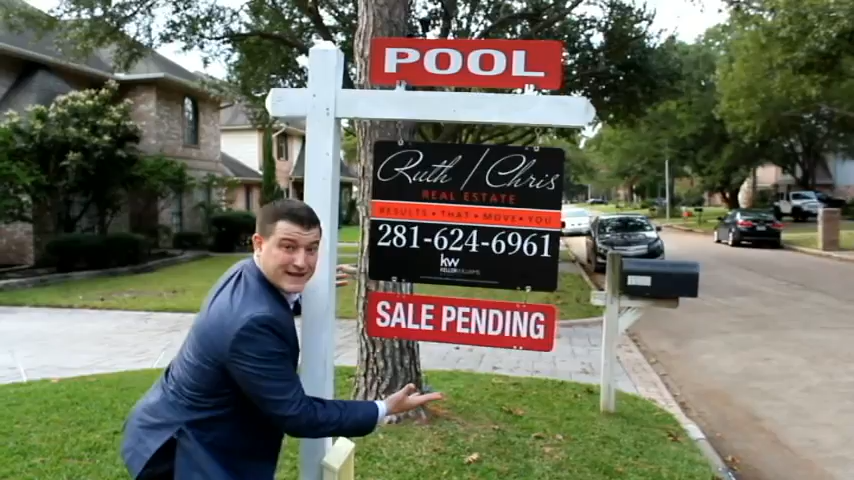 POOL
Ruth / Chris
REAL ESTATE
RESULTS • THAT • MOVE • YOU
281-624-6961
kw
KELLERWILLIAMS
SALE PENDING